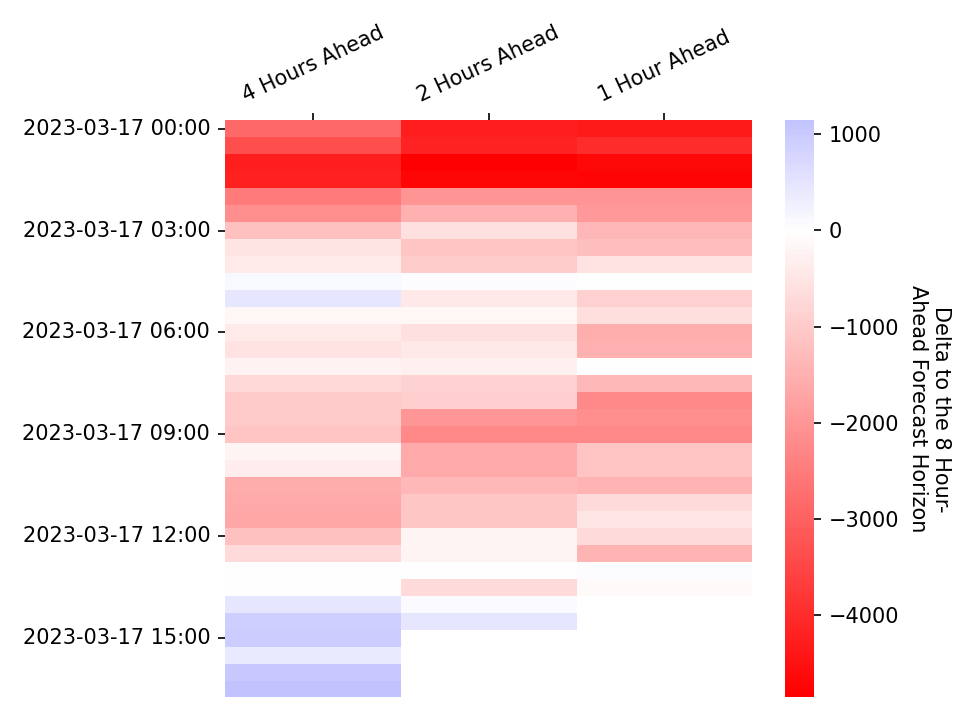 4 Hours Ahead
2 Hours Ahead
1 Hour Ahead
2023-03-17 00:00
2023-03-17 03:00
2023-03-17 06:00
2023-03-17 09:00
2023-03-17 12:00
2023-03-17 15:00
1000
0
−1000
−2000
−3000
−4000
Delta to the 8 Hour-
Ahead Forecast Horizon